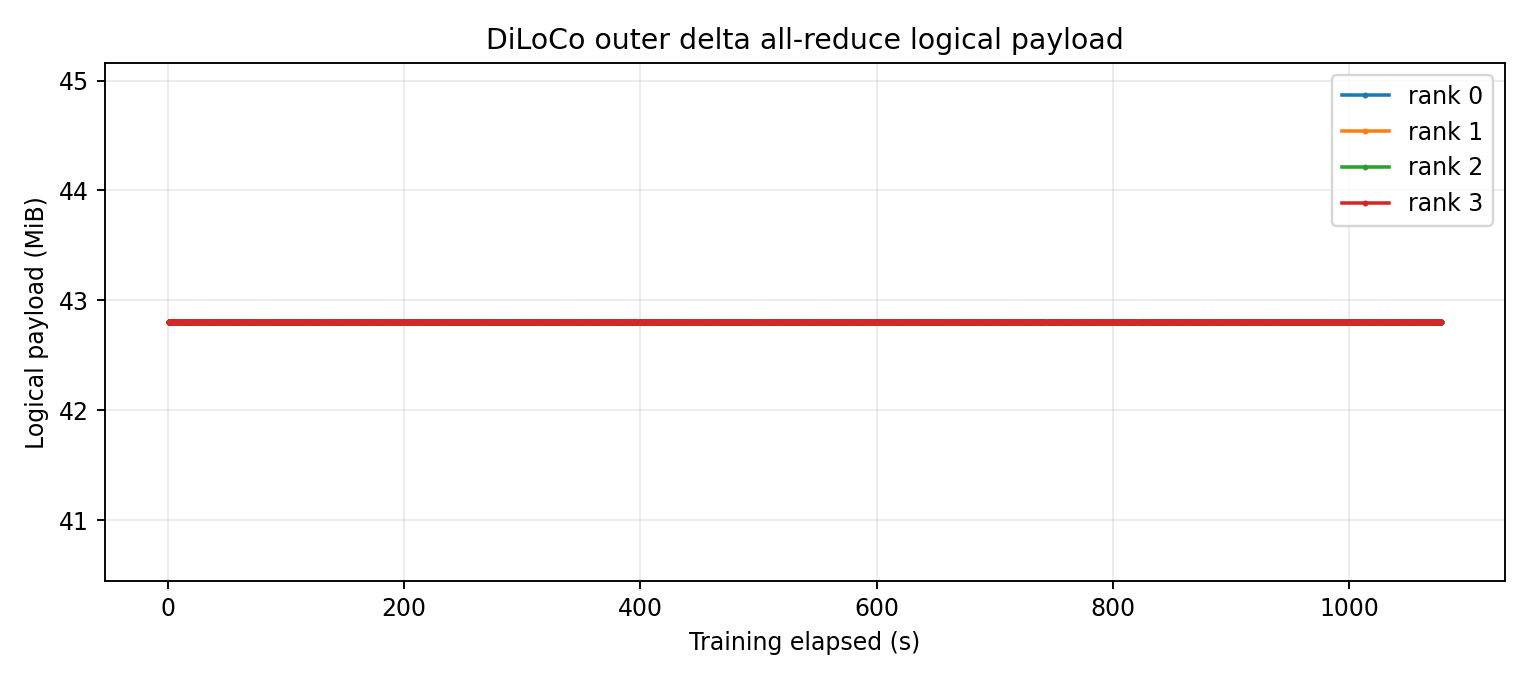 DiLoCo outer delta all-reduce logical payload
Logical payload (MiB)
45
44
43
42
41
rank 0
rank 1
rank 2
rank 3
0 200 400 600 800 1000
Training elapsed (s)